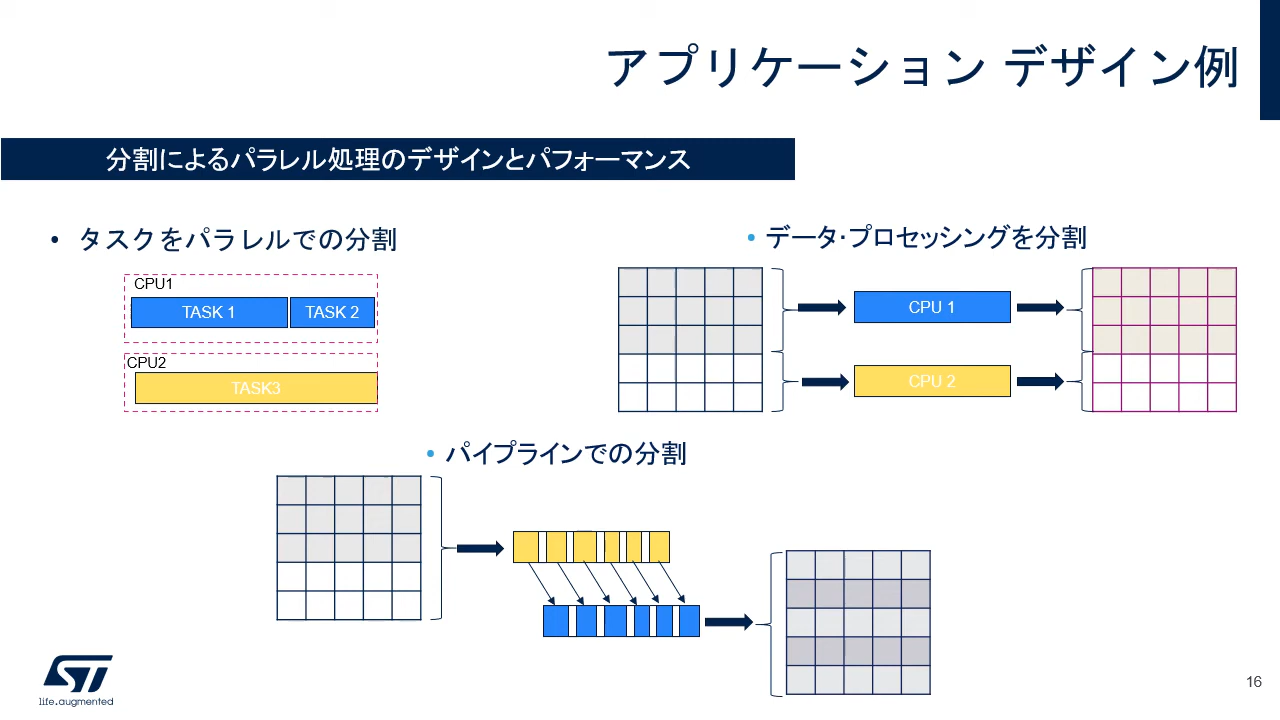 アプリケーション デザイン例
分割によるパラレル処理のデザインとパフォーマンス
• タスクをパラレルでの分割
CPU1
TASK 1 TASK 2
CPU2
TASK3
• データ・プロセッシングを分割
CPU 1
CPU 2
• パイプラインでの分割
ST
life.augmented
16